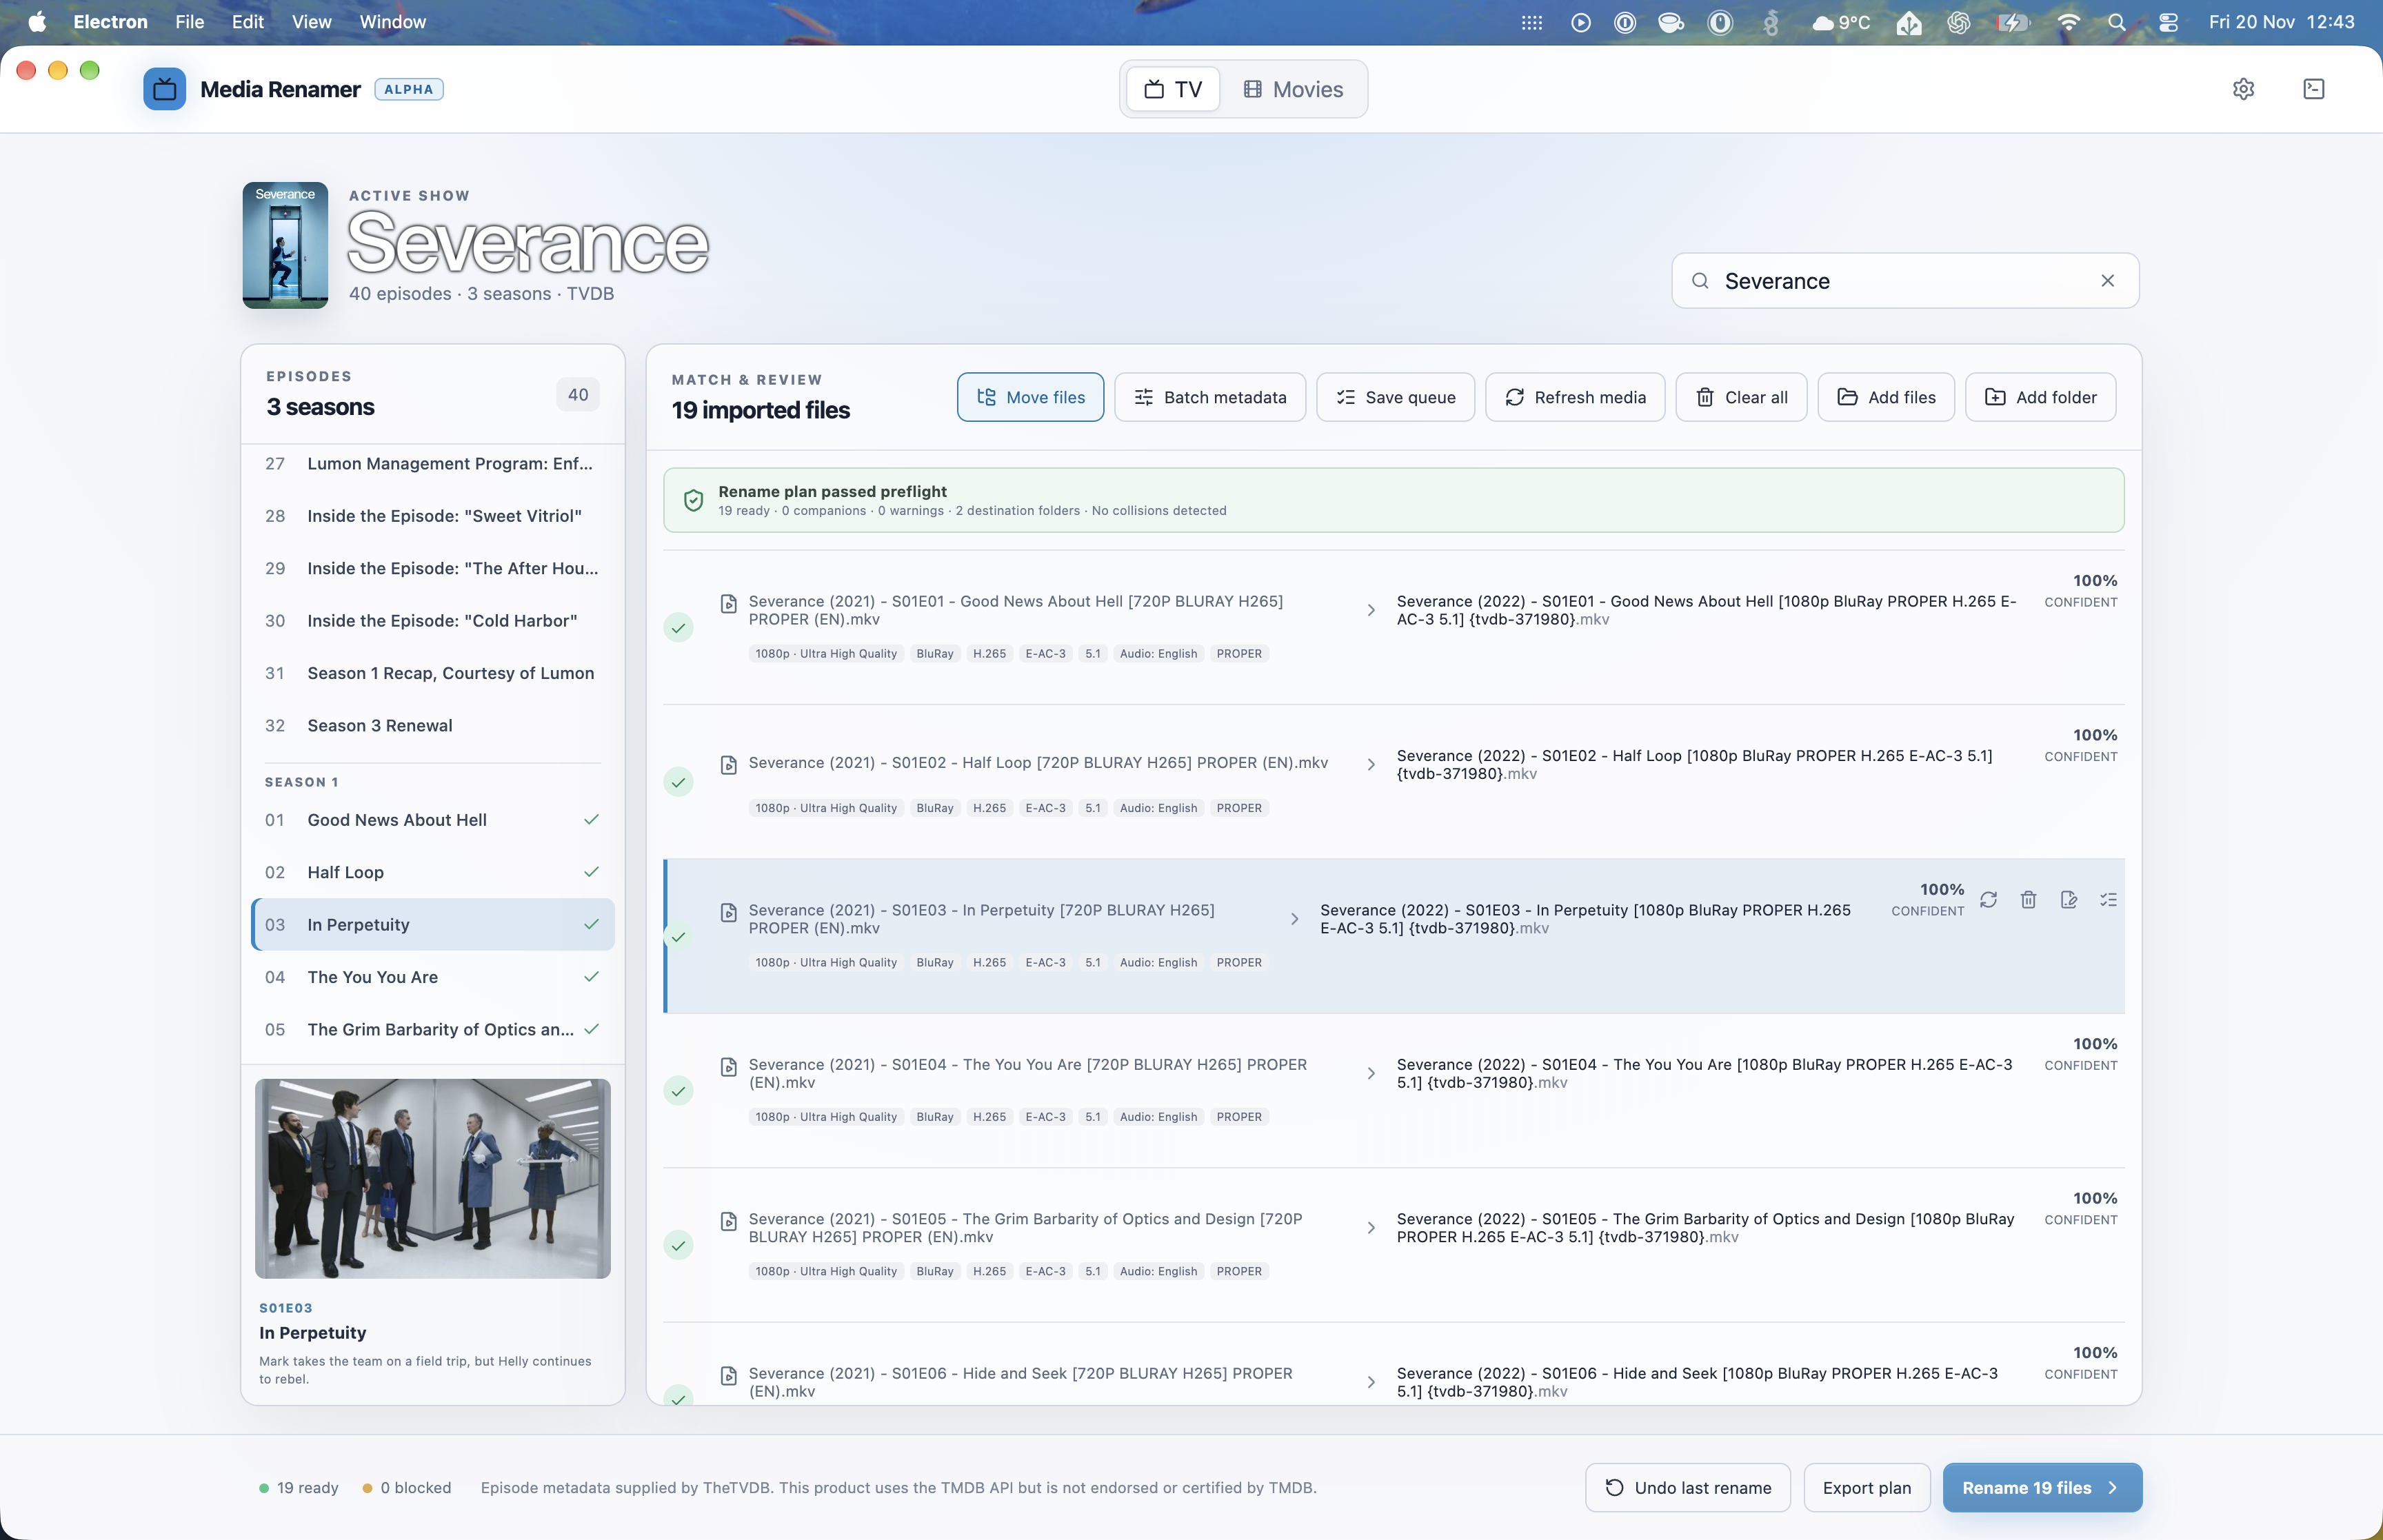 Electron File Edit View Window
9°C Fri 20 Nov 12:43
Media Renamer ALPHA
TV Movies
Severance
ACTIVE SHOW
Severance
40 episodes · 3 seasons · TVDB
Severance
EPISODES
3 seasons
40
27 Lumon Management Program: Enf...
28 Inside the Episode: "Sweet Vitriol"
29 Inside the Episode: "The After Hou...
30 Inside the Episode: "Cold Harbor"
31 Season 1 Recap, Courtesy of Lumon
32 Season 3 Renewal
SEASON 1
01 Good News About Hell
02 Half Loop
03 In Perpetuity
04 The You You Are
05 The Grim Barbarity of Optics an...
S01E03
In Perpetuity
Mark takes the team on a field trip, but Helly continues
to rebel.
MATCH & REVIEW
19 imported files
Move files Batch metadata Save queue Refresh media Clear all Add files Add folder
Rename plan passed preflight
19 ready · 0 companions · 0 warnings · 2 destination folders · No collisions detected
Severance (2021) - S01E01 - Good News About Hell [720P BLURAY H265]
PROPER (EN).mkv
Severance (2022) - S01E01 - Good News About Hell [1080p BluRay PROPER H.265 E-
AC-3 5.1] {tvdb-371980}.mkv
100%
CONFIDENT
1080p · Ultra High Quality BluRay H.265 E-AC-3 5.1 Audio: English PROPER
Severance (2021) - S01E02 - Half Loop [720P BLURAY H265] PROPER (EN).mkv
Severance (2022) - S01E02 - Half Loop [1080p BluRay PROPER H.265 E-AC-3 5.1]
{tvdb-371980}.mkv
100%
CONFIDENT
1080p · Ultra High Quality BluRay H.265 E-AC-3 5.1 Audio: English PROPER
Severance (2021) - S01E03 - In Perpetuity [720P BLURAY H265]
PROPER (EN).mkv
Severance (2022) - S01E03 - In Perpetuity [1080p BluRay PROPER H.265
E-AC-3 5.1] {tvdb-371980}.mkv
100%
CONFIDENT
1080p · Ultra High Quality BluRay H.265 E-AC-3 5.1 Audio: English PROPER
Severance (2021) - S01E04 - The You You Are [720P BLURAY H265] PROPER
(EN).mkv
Severance (2022) - S01E04 - The You You Are [1080p BluRay PROPER H.265 E-AC-3
5.1] {tvdb-371980}.mkv
100%
CONFIDENT
1080p · Ultra High Quality BluRay H.265 E-AC-3 5.1 Audio: English PROPER
Severance (2021) - S01E05 - The Grim Barbarity of Optics and Design [720P
BLURAY H265] PROPER (EN).mkv
Severance (2022) - S01E05 - The Grim Barbarity of Optics and Design [1080p BluRay
PROPER H.265 E-AC-3 5.1] {tvdb-371980}.mkv
100%
CONFIDENT
1080p · Ultra High Quality BluRay H.265 E-AC-3 5.1 Audio: English PROPER
Severance (2021) - S01E06 - Hide and Seek [720P BLURAY H265] PROPER
(EN).mkv
Severance (2022) - S01E06 - Hide and Seek [1080p BluRay PROPER H.265 E-AC-3
5.1] {tvdb-371980}.mkv
100%
CONFIDENT
19 ready 0 blocked Episode metadata supplied by TheTVDB. This product uses the TMDB API but is not endorsed or certified by TMDB.
Undo last rename Export plan Rename 19 files